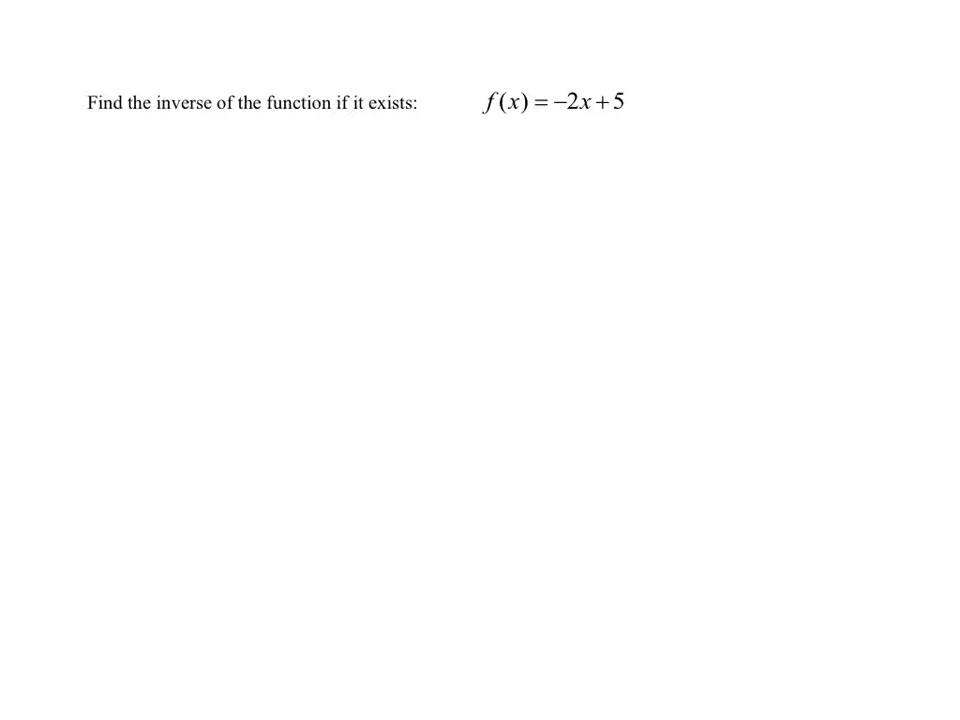 Find the inverse of the function if it exists: f(x) = −2x + 5